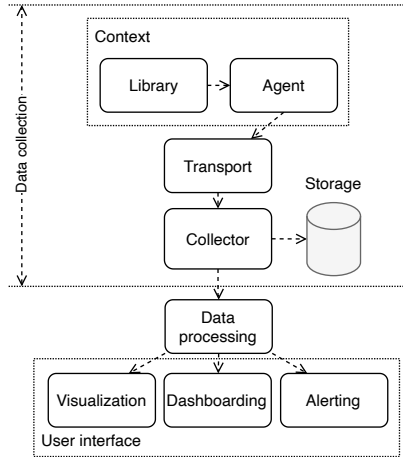 Context
Library
Agent
Data collection
Transport
Storage
Collector
Data
processing
Visualization
Dashboarding
Alerting
User interface